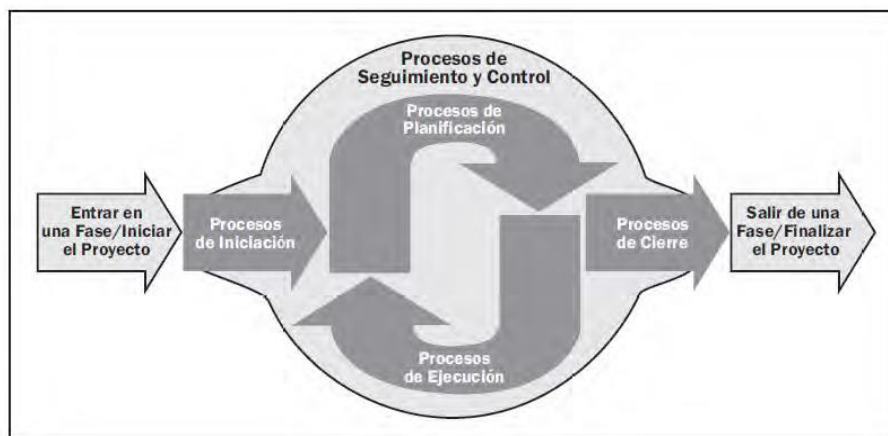 Procesos de
Seguimiento y Control
Procesos de
Planificación
Entrar en
una Fase/Iniciar
el Proyecto
Procesos
de Iniciación
Procesos
de Cierre
Salir de una
Fase/Finalizar
el Proyecto
Procesos
de Ejecución